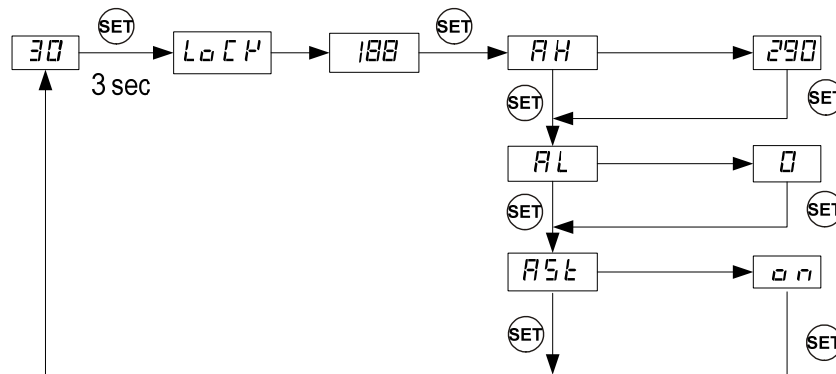 SET
30 LoCK 188 SET AH 290
3 sec
SET SET
AL 0
SET SET
ASt on
SET SET